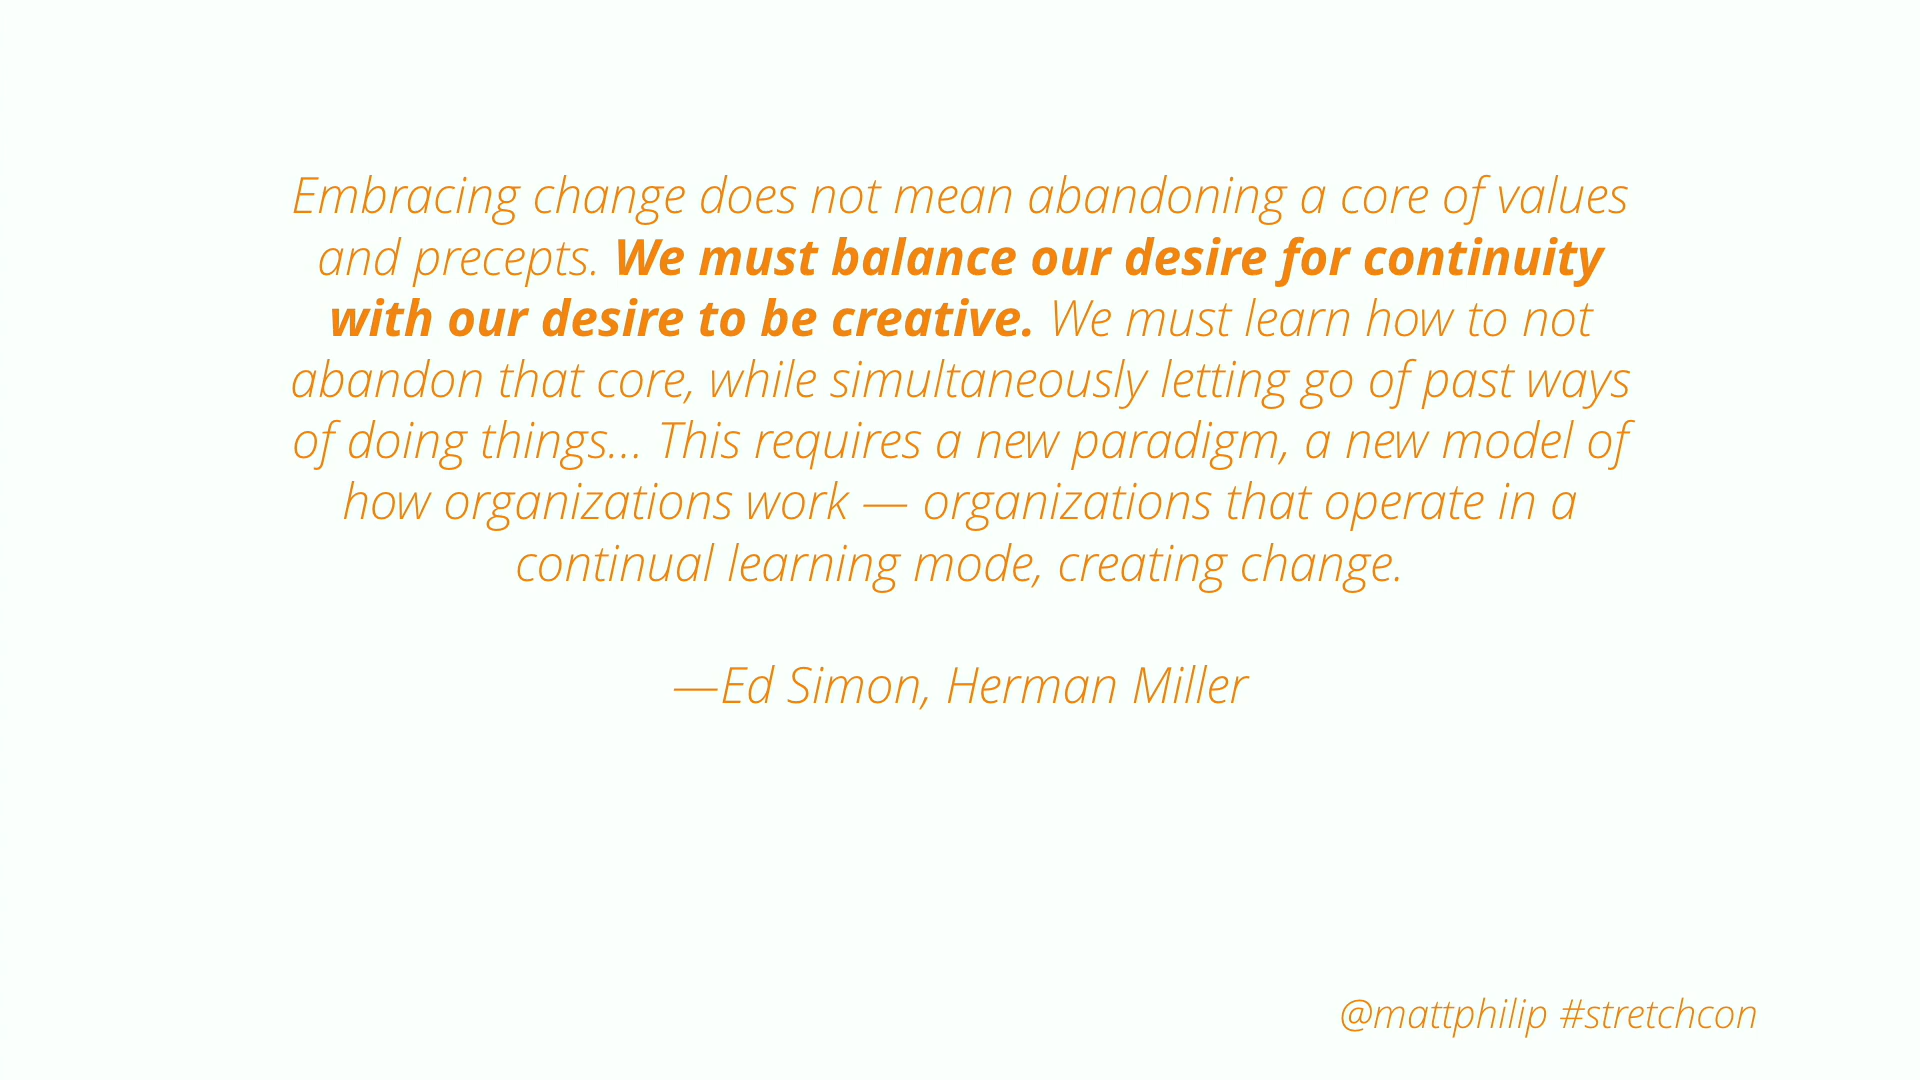 Embracing change does not mean abandoning a core of values
and precepts. We must balance our desire for continuity
with our desire to be creative. We must learn how to not
abandon that core, while simultaneously letting go of past ways
of doing things... This requires a new paradigm, a new model of
how organizations work — organizations that operate in a
continual learning mode, creating change.
—Ed Simon, Herman Miller
@mattphilip #stretchcon